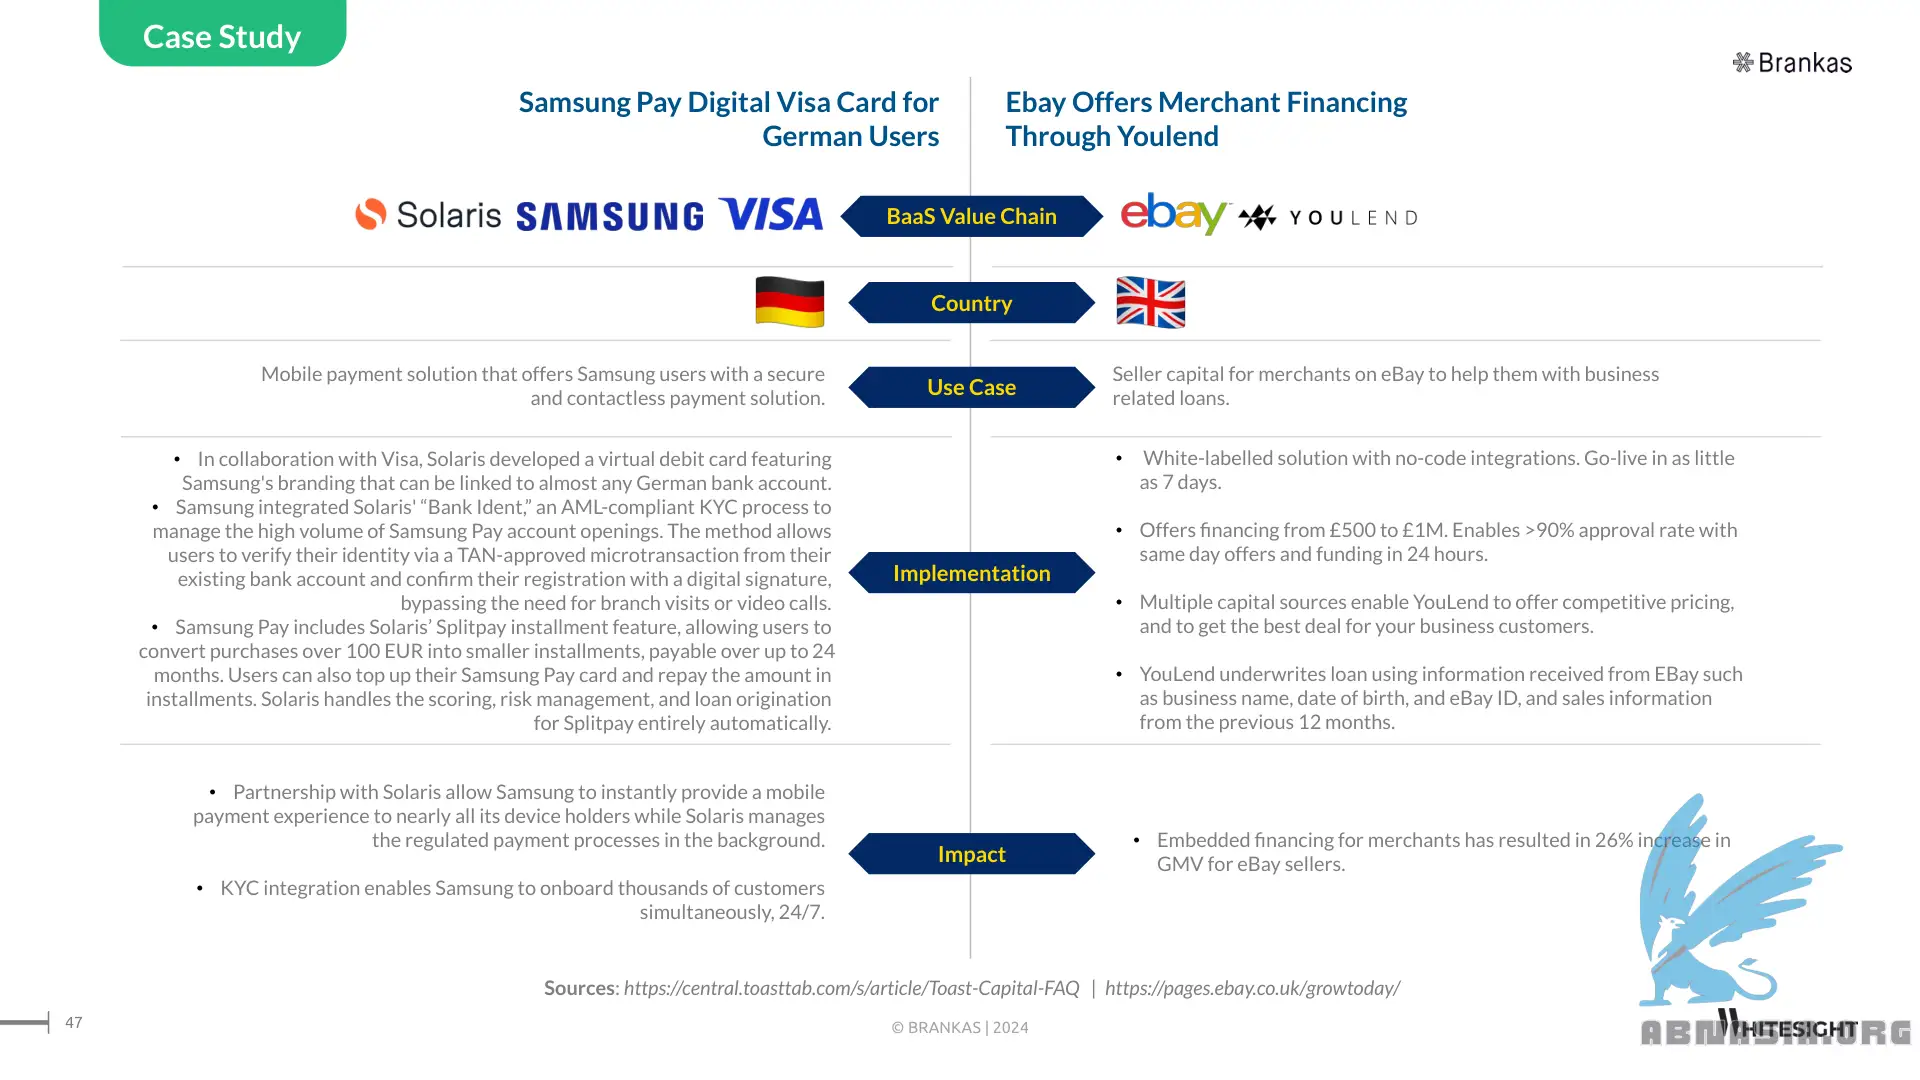 Case Study
Brankas
Samsung Pay Digital Visa Card for
German Users
Ebay Offers Merchant Financing
Through Youlend
Solaris SAMSUNG VISA
BaaS Value Chain
ebay YOULEND
Country
Mobile payment solution that offers Samsung users with a secure
and contactless payment solution.
Use Case
Seller capital for merchants on eBay to help them with business
related loans.
• In collaboration with Visa, Solaris developed a virtual debit card featuring
Samsung's branding that can be linked to almost any German bank account.
• Samsung integrated Solaris' “Bank Ident,” an AML-compliant KYC process to
manage the high volume of Samsung Pay account openings. The method allows
users to verify their identity via a TAN-approved microtransaction from their
existing bank account and confirm their registration with a digital signature,
bypassing the need for branch visits or video calls.
• Samsung Pay includes Solaris’ Splitpay installment feature, allowing users to
convert purchases over 100 EUR into smaller installments, payable over up to 24
months. Users can also top up their Samsung Pay card and repay the amount in
installments. Solaris handles the scoring, risk management, and loan origination
for Splitpay entirely automatically.
Implementation
• White-labelled solution with no-code integrations. Go-live in as little
as 7 days.
• Offers financing from £500 to £1M. Enables >90% approval rate with
same day offers and funding in 24 hours.
• Multiple capital sources enable YouLend to offer competitive pricing,
and to get the best deal for your business customers.
• YouLend underwrites loan using information received from EBay such
as business name, date of birth, and eBay ID, and sales information
from the previous 12 months.
• Partnership with Solaris allow Samsung to instantly provide a mobile
payment experience to nearly all its device holders while Solaris manages
the regulated payment processes in the background.
• KYC integration enables Samsung to onboard thousands of customers
simultaneously, 24/7.
Impact
• Embedded financing for merchants has resulted in 26% increase in
GMV for eBay sellers.
Sources: https://central.toasttab.com/s/article/Toast-Capital-FAQ | https://pages.ebay.co.uk/growtoday/
47
© BRANKAS | 2024
WHITESIGHT
ABNASIA.ORG